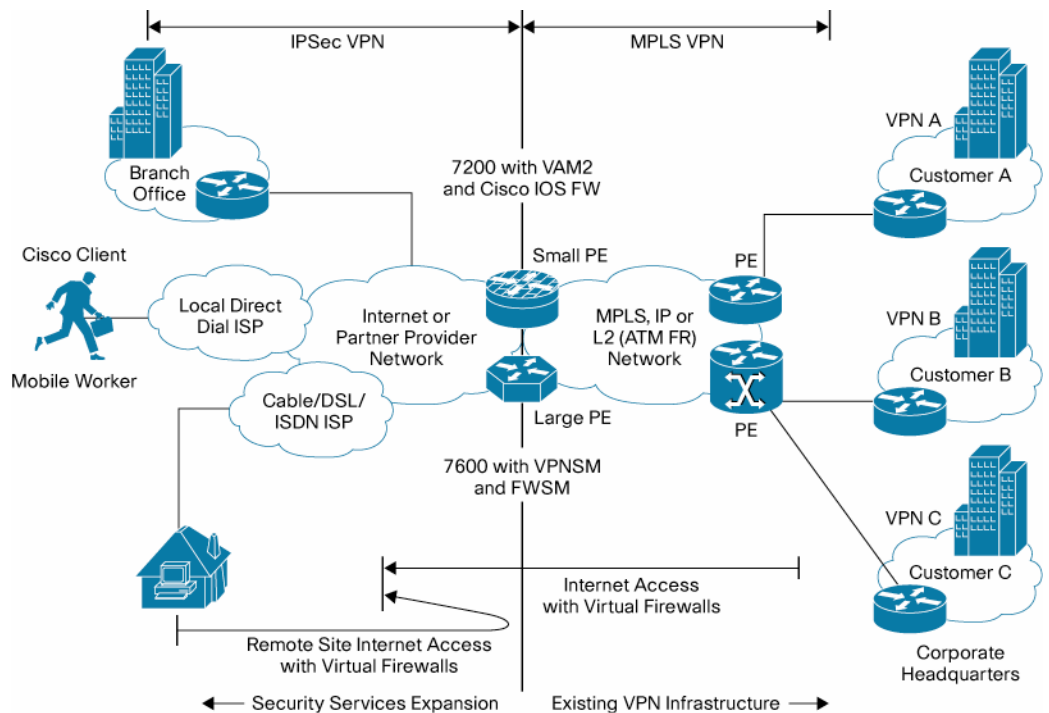 IPSec VPN
MPLS VPN
VPN A
Branch
Office
7200 with VAM2
and Cisco IOS FW
Customer A
Cisco Client
Small PE
PE
Local Direct
Dial ISP
Internet or
Partner Provider
Network
MPLS, IP or
L2 (ATM FR)
Network
VPN B
Customer B
Mobile Worker
Cable/DSL/
ISDN ISP
Large PE
PE
7600 with VPNSM
and FWSM
VPN C
Customer C
Internet Access
with Virtual Firewalls
Remote Site Internet Access
with Virtual Firewalls
Corporate
Headquarters
Security Services Expansion
Existing VPN Infrastructure